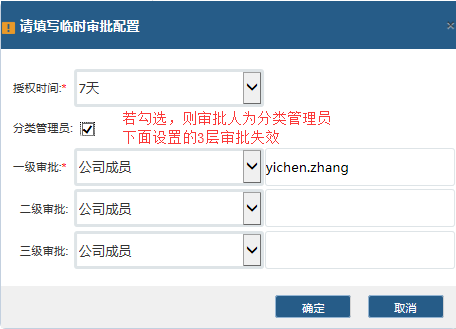 请填写临时审批配置
授权时间:* 7天
分类管理员:
若勾选，则审批人为分类管理员
下面设置的3层审批失效
一级审批:* 公司成员 yichen.zhang
二级审批: 公司成员
三级审批: 公司成员
确定 取消